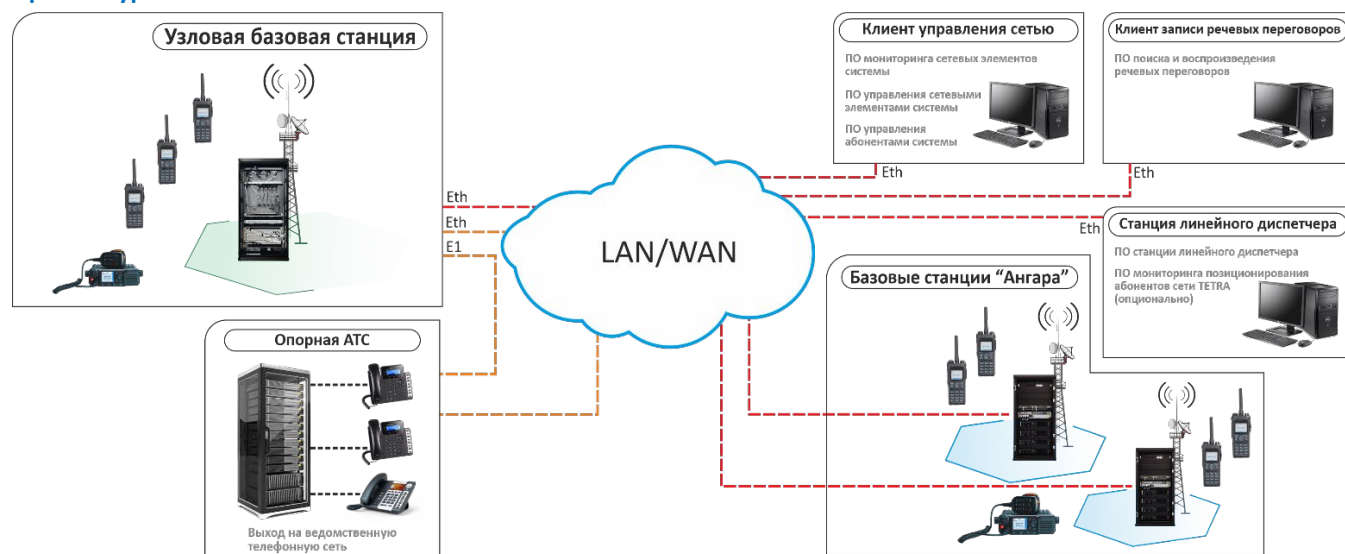 Узловая базовая станция
Eth
Eth
E1
Опорная АТС
Выход на ведомственную
телефонную сеть
LAN/WAN
Клиент управления сетью
ПО мониторинга сетевых элементов
системы
ПО управления сетевыми
элементами системы
ПО управления
абонентами системы
Eth
Клиент записи речевых переговоров
ПО поиска и воспроизведения
речевых переговоров
Eth
Станция линейного диспетчера
Eth
ПО станции линейного диспетчера
ПО мониторинга позиционирования
абонентов сети TETRA
(опционально)
Базовые станции “Ангара”